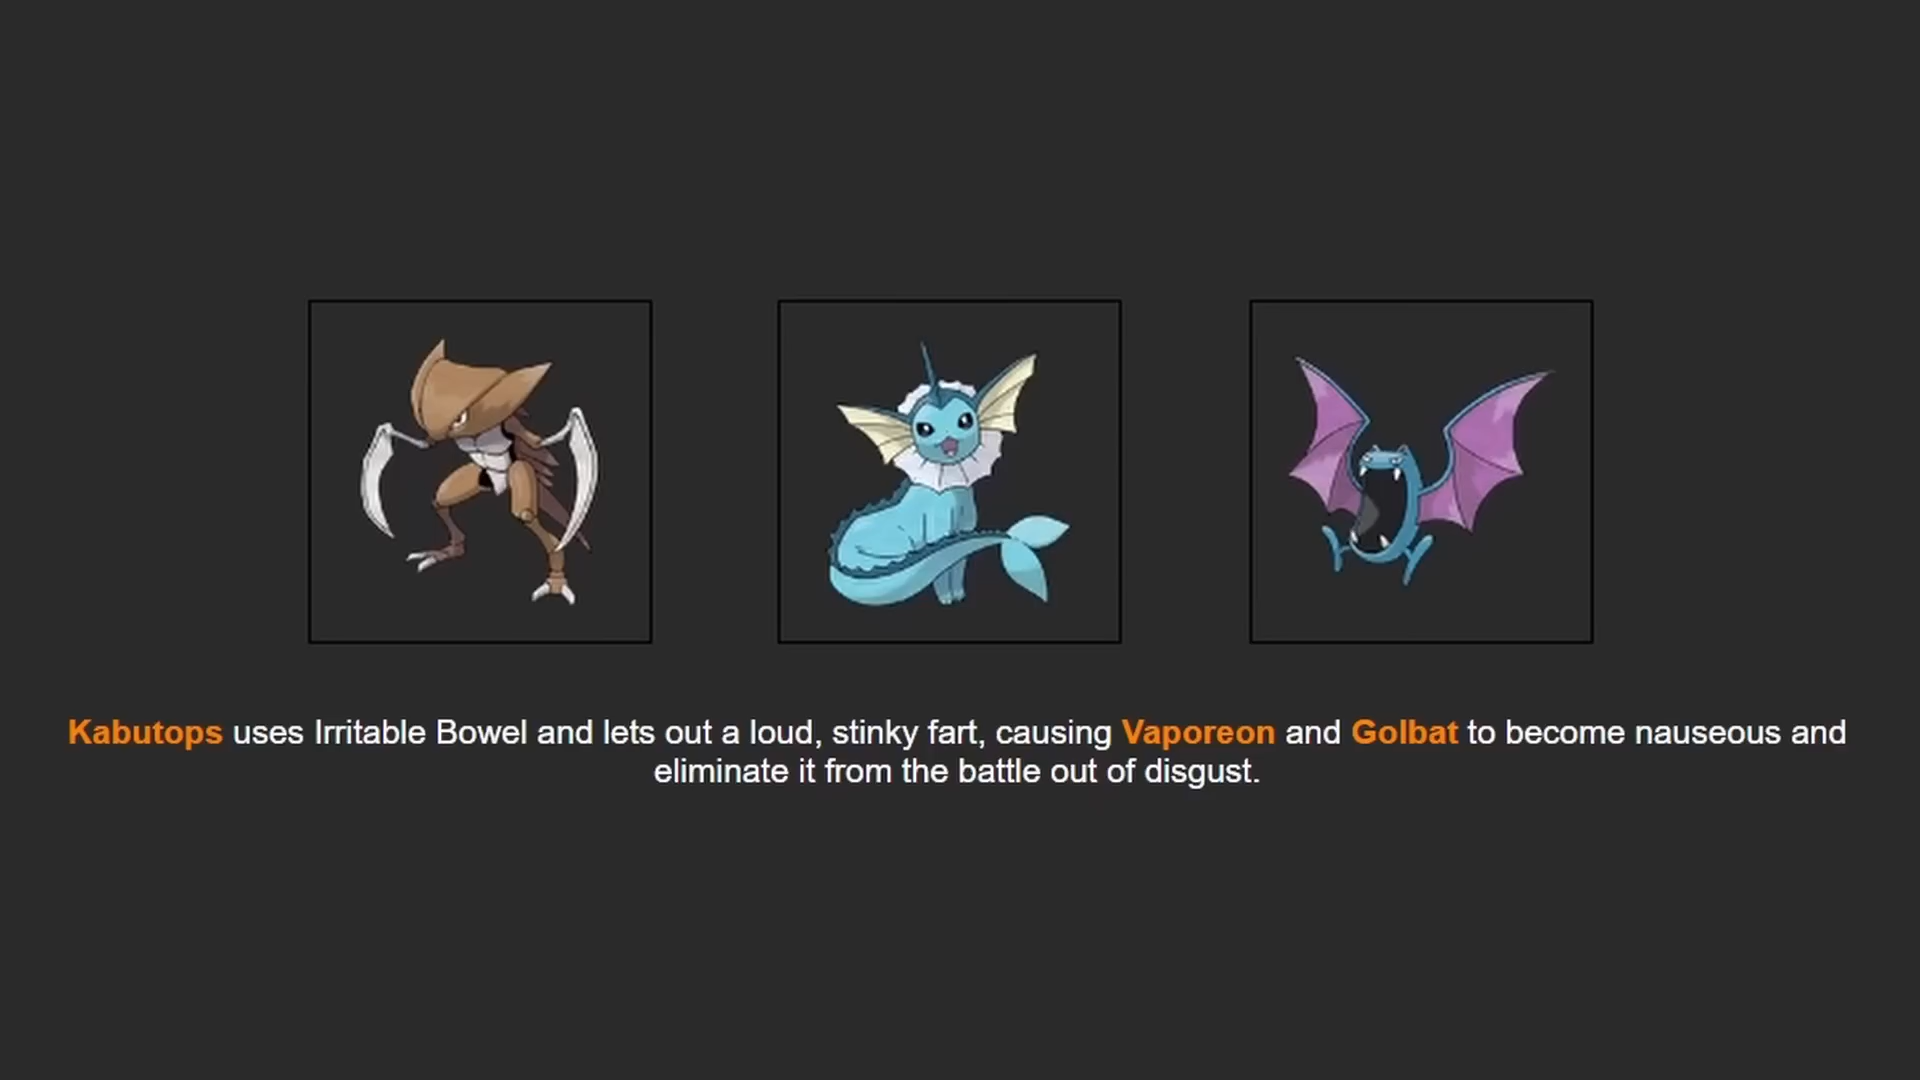 Kabutops uses Irritable Bowel and lets out a loud, stinky fart, causing Vaporeon and Golbat to become nauseous and
eliminate it from the battle out of disgust.